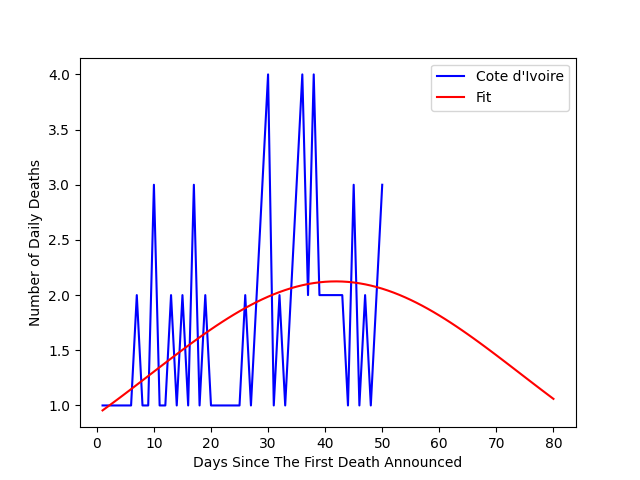 Cote d'Ivoire
Fit
4.0
3.5
3.0
2.5
2.0
1.5
1.0
Number of Daily Deaths
0 10 20 30 40 50 60 70 80
Days Since The First Death Announced